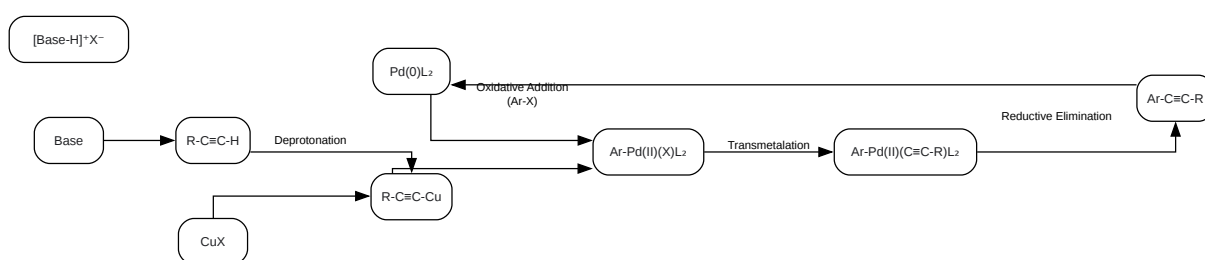 [Base-H]⁺X⁻
Pd(0)L₂
Oxidative Addition
(Ar-X)
Ar-C≡C-R
Reductive Elimination
Base
R-C≡C-H
Deprotonation
Ar-Pd(II)(X)L₂
Transmetalation
Ar-Pd(II)(C≡C-R)L₂
R-C≡C-Cu
CuX